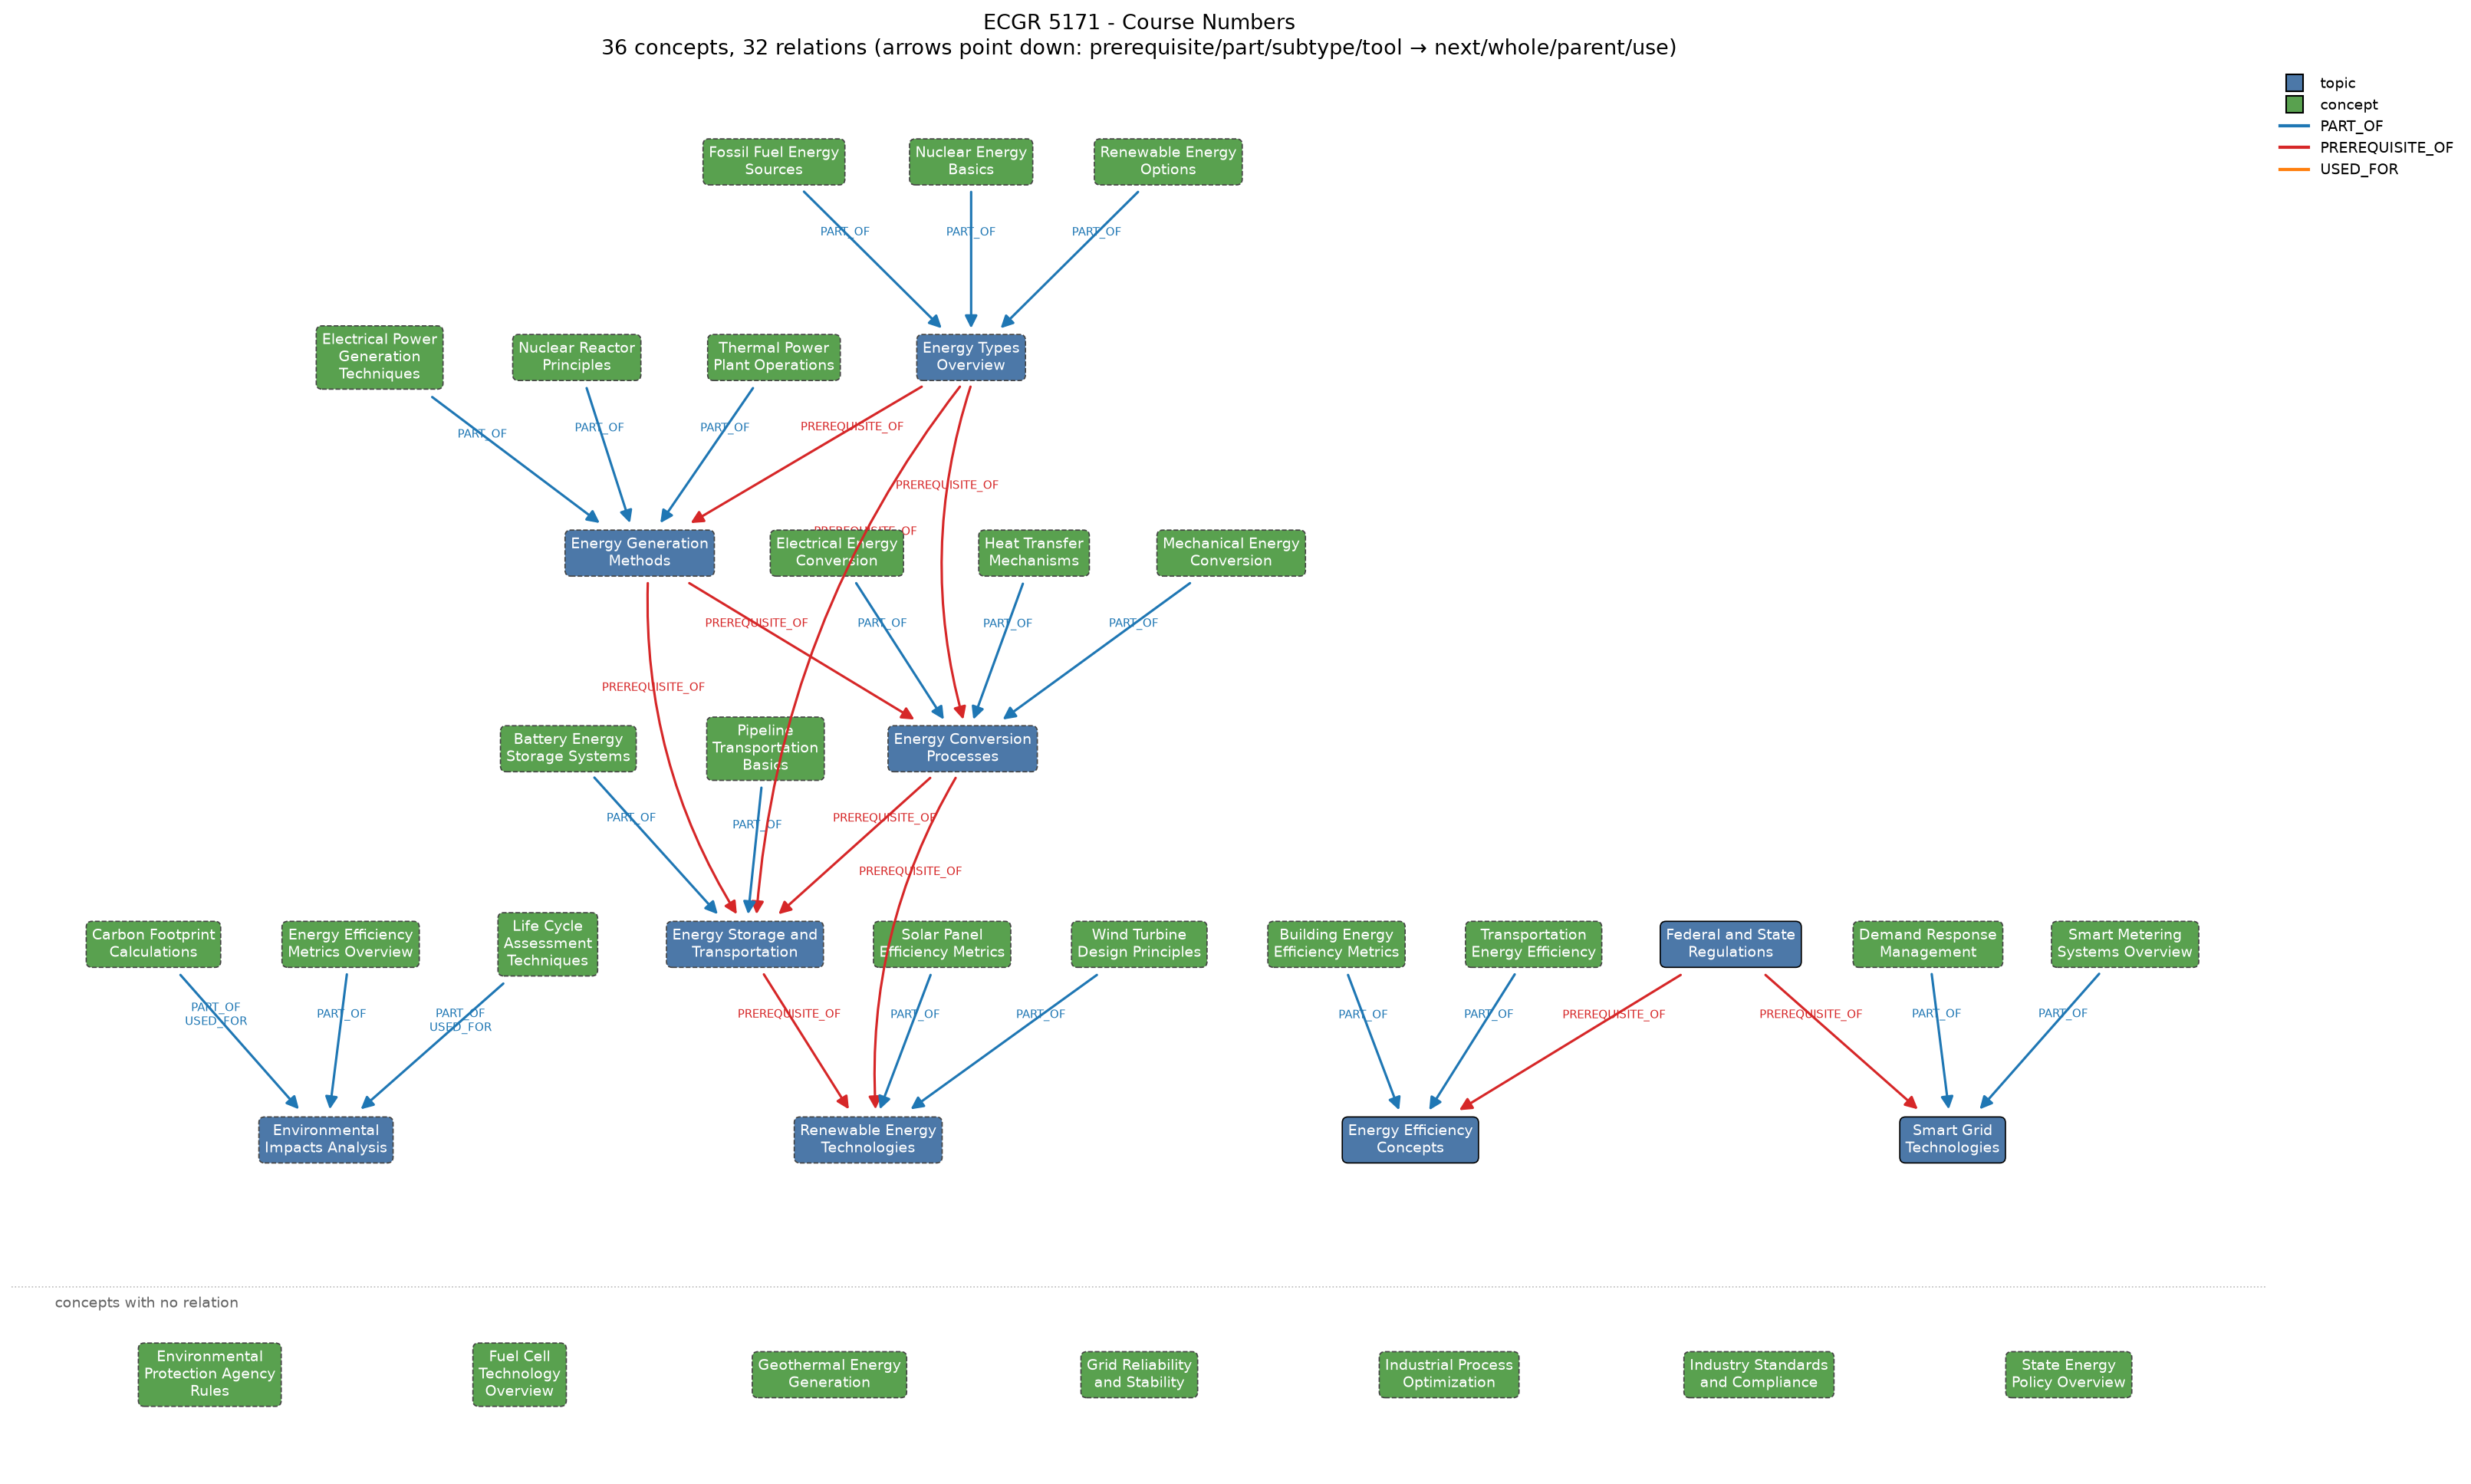 ECGR 5171 - Course Numbers
36 concepts, 32 relations (arrows point down: prerequisite/part/subtype/tool → next/whole/parent/use)
topic
concept
PART_OF
PREREQUISITE_OF
USED_FOR
Fossil Fuel Energy
Sources
Nuclear Energy
Basics
Renewable Energy
Options
PART_OF
PART_OF
PART_OF
Electrical Power
Generation
Techniques
Nuclear Reactor
Principles
Thermal Power
Plant Operations
Energy Types
Overview
PART_OF
PART_OF
PART_OF
PREREQUISITE_OF
PREREQUISITE_OF
PREREQUISITE_OF
Energy Generation
Methods
Electrical Energy
Conversion
Heat Transfer
Mechanisms
Mechanical Energy
Conversion
PREREQUISITE_OF
PART_OF
PART_OF
PART_OF
PREREQUISITE_OF
Battery Energy
Storage Systems
Pipeline
Transportation
Basics
Energy Conversion
Processes
PART_OF
PART_OF
PREREQUISITE_OF
PREREQUISITE_OF
Carbon Footprint
Calculations
Energy Efficiency
Metrics Overview
Life Cycle
Assessment
Techniques
Energy Storage and
Transportation
Solar Panel
Efficiency Metrics
Wind Turbine
Design Principles
Building Energy
Efficiency Metrics
Transportation
Energy Efficiency
Federal and State
Regulations
Demand Response
Management
Smart Metering
Systems Overview
PART_OF
USED_FOR
PART_OF
PART_OF
USED_FOR
PREREQUISITE_OF
PART_OF
PART_OF
PART_OF
PART_OF
PREREQUISITE_OF
PREREQUISITE_OF
PART_OF
PART_OF
Environmental
Impacts Analysis
Renewable Energy
Technologies
Energy Efficiency
Concepts
Smart Grid
Technologies
concepts with no relation
Environmental
Protection Agency
Rules
Fuel Cell
Technology
Overview
Geothermal Energy
Generation
Grid Reliability
and Stability
Industrial Process
Optimization
Industry Standards
and Compliance
State Energy
Policy Overview